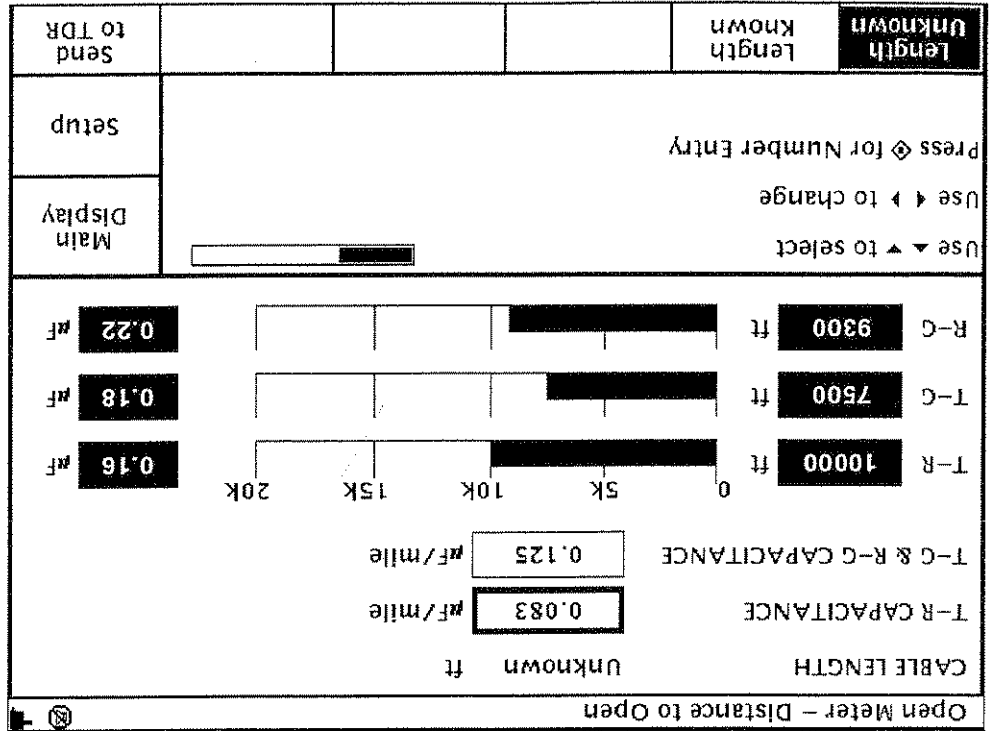 Open Meter – Distance to Open
CABLE LENGTH Unknown ft
T-R CAPACITANCE 0.083 µF/mile
T-G & R-G CAPACITANCE 0.125 µF/mile
0 5K 10K 15K 20K
T-R 10000 ft 0.16 µF
T-G 7500 ft 0.18 µF
R-G 9300 ft 0.22 µF
Use ▲ ▼ to select
Use ◀ ▶ to change
Press ◈ for Number Entry
Main
Display
Setup
Length
Unknown
Length
Known
Send
to TDR